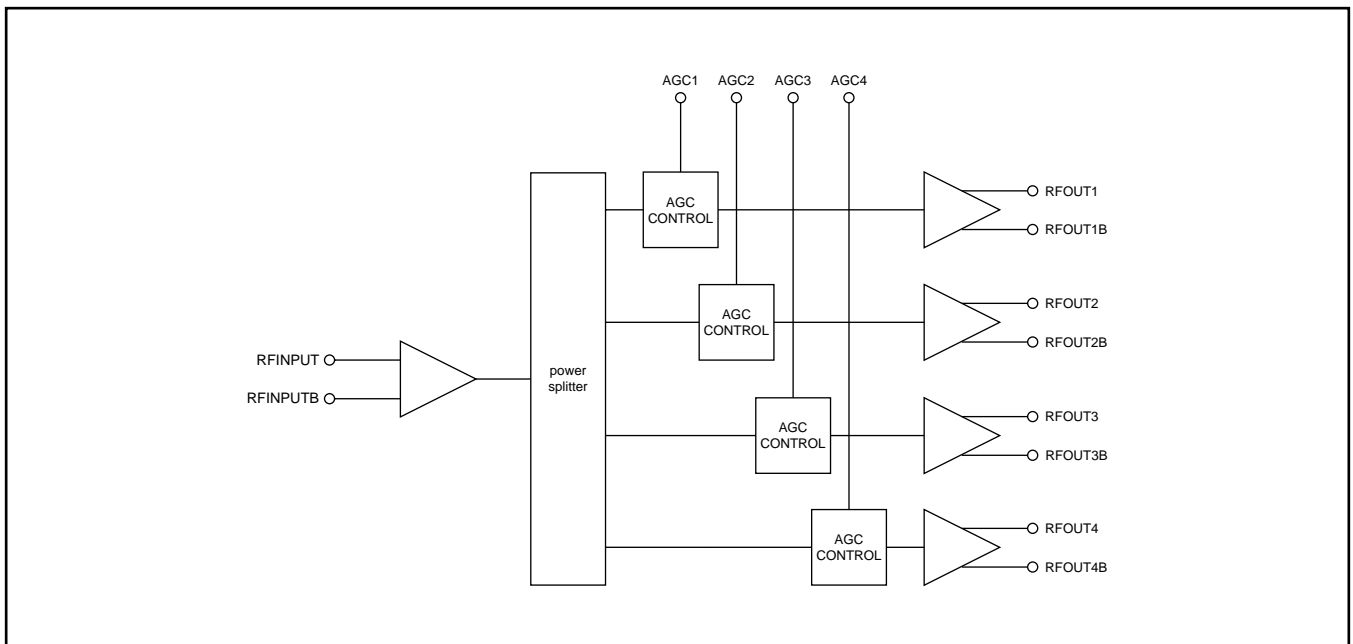 AGC1
AGC2
AGC3
AGC4
AGC
CONTROL
RFOUT1
RFOUT1B
AGC
CONTROL
RFOUT2
RFOUT2B
RFINPUT
RFINPUTB
power
splitter
AGC
CONTROL
RFOUT3
RFOUT3B
AGC
CONTROL
RFOUT4
RFOUT4B